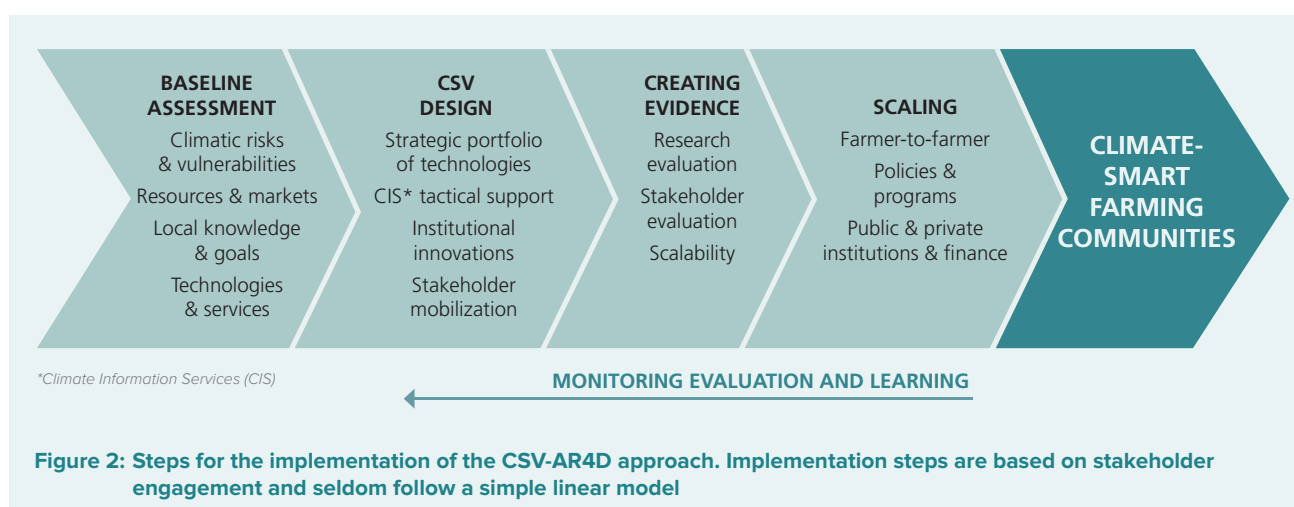 BASELINE
ASSESSMENT
Climatic risks
& vulnerabilities
Resources & markets
Local knowledge
& goals
Technologies
& services
CSV
DESIGN
Strategic portfolio
of technologies
CIS* tactical support
Institutional
innovations
Stakeholder
mobilization
CREATING
EVIDENCE
Research
evaluation
Stakeholder
evaluation
Scalability
SCALING
Farmer-to-farmer
Policies &
programs
Public & private
institutions & finance
CLIMATE-
SMART
FARMING
COMMUNITIES
*Climate Information Services (CIS)
MONITORING EVALUATION AND LEARNING
Figure 2: Steps for the implementation of the CSV-AR4D approach. Implementation steps are based on stakeholder
engagement and seldom follow a simple linear model